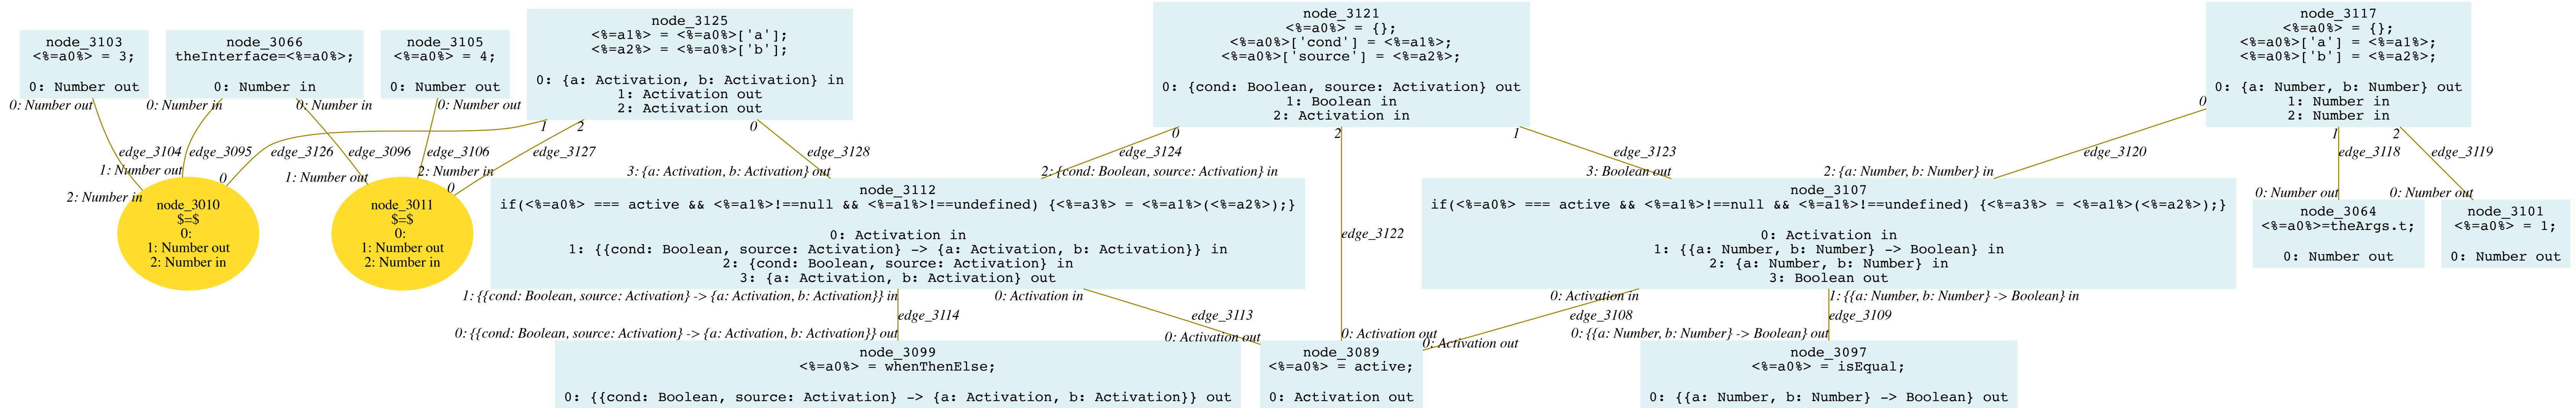 node_3103
<%=a0%> = 3;
0: Number out
node_3066
theInterface=<%=a0%>;
0: Number in
node_3105
<%=a0%> = 4;
0: Number out
node_3125
<%=a1%> = <%=a0%>['a'];
<%=a2%> = <%=a0%>['b'];
0: {a: Activation, b: Activation} in
1: Activation out
2: Activation out
node_3121
<%=a0%> = {};
<%=a0%>['cond'] = <%=a1%>;
<%=a0%>['source'] = <%=a2%>;
0: {cond: Boolean, source: Activation} out
1: Boolean in
2: Activation in
node_3117
<%=a0%> = {};
<%=a0%>['a'] = <%=a1%>;
<%=a0%>['b'] = <%=a2%>;
0: {a: Number, b: Number} out
1: Number in
2: Number in
0: Number out
0: Number in
0: Number in
0: Number out
1
2
0
0
2
1
0
1
2
edge_3104
edge_3095
edge_3126
edge_3096
edge_3106
edge_3127
edge_3128
edge_3124
edge_3123
edge_3120
edge_3118
edge_3119
2: Number in
1: Number out
0
1: Number out
2: Number in
0
3: {a: Activation, b: Activation} out
2: {cond: Boolean, source: Activation} in
3: Boolean out
2: {a: Number, b: Number} in
0: Number out
0: Number out
node_3010
$=$
0:
1: Number out
2: Number in
node_3011
$=$
0:
1: Number out
2: Number in
node_3112
if(<%=a0%> === active && <%=a1%>!==null && <%=a1%>!==undefined) {<%=a3%> = <%=a1%>(<%=a2%>);}
0: Activation in
1: {{cond: Boolean, source: Activation} -> {a: Activation, b: Activation}} in
2: {cond: Boolean, source: Activation} in
3: {a: Activation, b: Activation} out
edge_3122
node_3107
if(<%=a0%> === active && <%=a1%>!==null && <%=a1%>!==undefined) {<%=a3%> = <%=a1%>(<%=a2%>);}
0: Activation in
1: {{a: Number, b: Number} -> Boolean} in
2: {a: Number, b: Number} in
3: Boolean out
node_3064
<%=a0%>=theArgs.t;
0: Number out
node_3101
<%=a0%> = 1;
0: Number out
1: {{cond: Boolean, source: Activation} -> {a: Activation, b: Activation}} in
0: Activation in
0: Activation in
1: {{a: Number, b: Number} -> Boolean} in
edge_3114
edge_3113
edge_3108
edge_3109
0: {{cond: Boolean, source: Activation} -> {a: Activation, b: Activation}} out
0: Activation out
0: Activation out
0: Activation out
0: {{a: Number, b: Number} -> Boolean} out
node_3099
<%=a0%> = whenThenElse;
0: {{cond: Boolean, source: Activation} -> {a: Activation, b: Activation}} out
node_3089
<%=a0%> = active;
0: Activation out
node_3097
<%=a0%> = isEqual;
0: {{a: Number, b: Number} -> Boolean} out